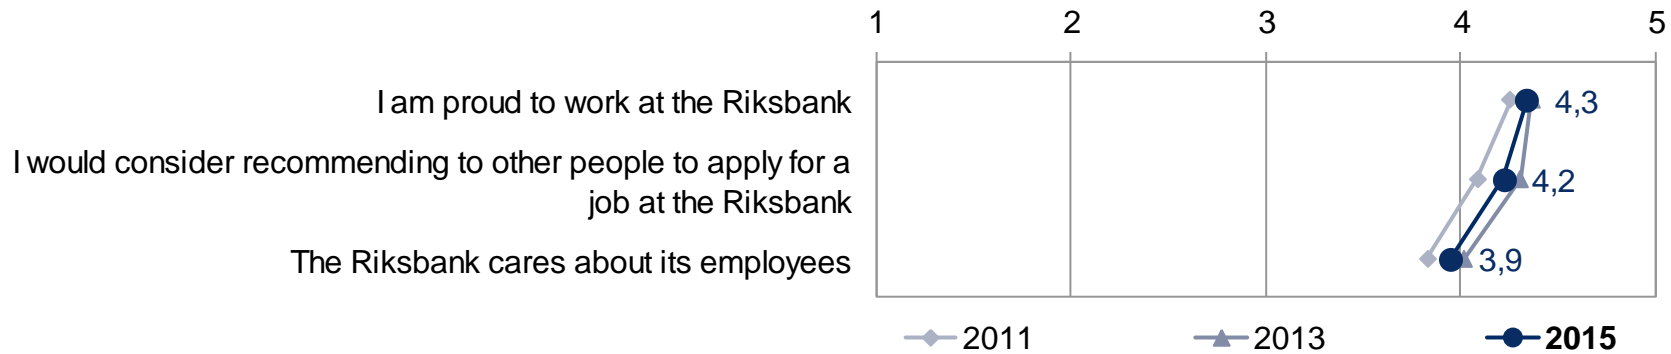 1 2 3 4 5
I am proud to work at the Riksbank 4,3
I would consider recommending to other people to apply for a
job at the Riksbank 4,2
The Riksbank cares about its employees 3,9
2011 2013 2015